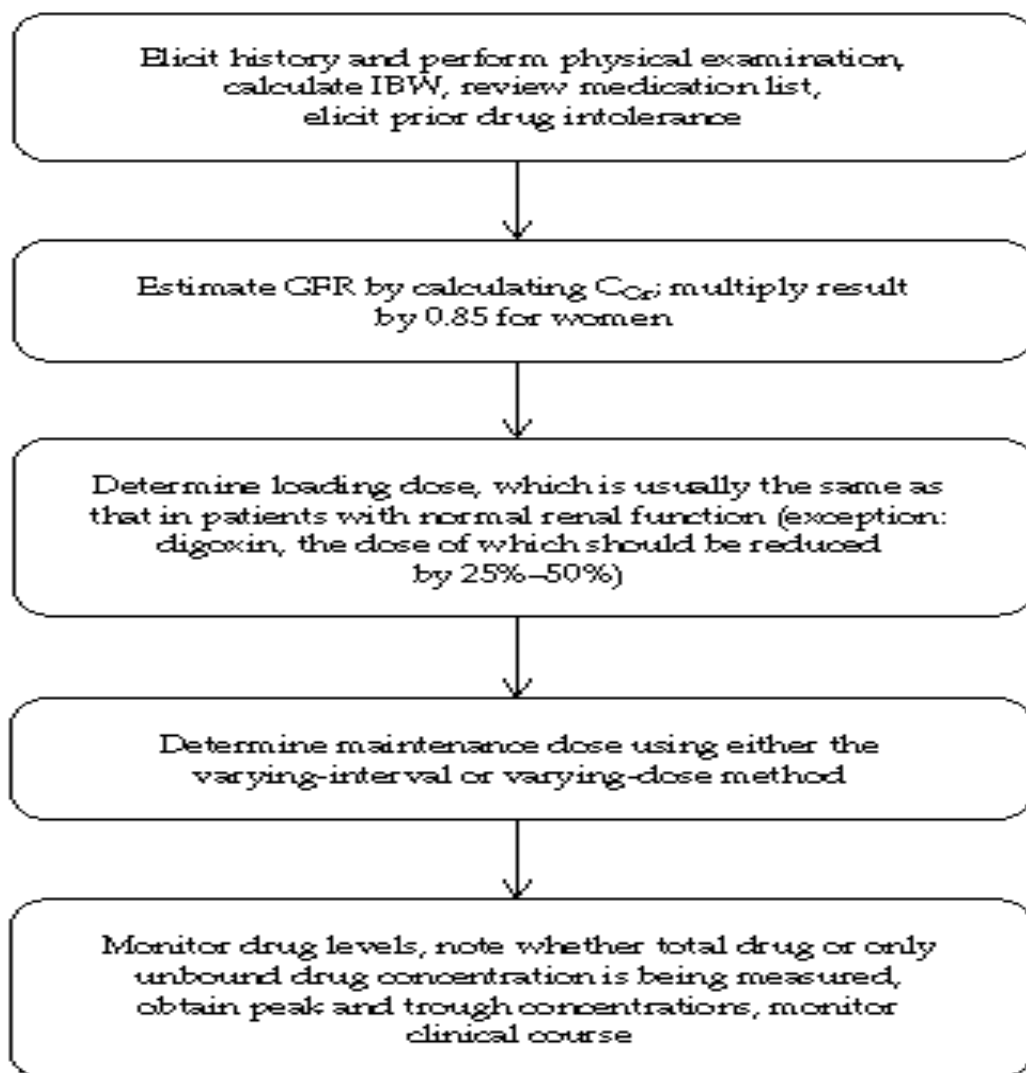 Elicit history and perform physical examination,
calculate IBW, review medication list,
elicit prior drug intolerance
Estimate GFR by calculating CCr; multiply result
by 0.85 for women
Determine loading dose, which is usually the same as
that in patients with normal renal function (exception:
digoxin, the dose of which should be reduced
by 25%–50%)
Determine maintenance dose using either the
varying-interval or varying-dose method
Monitor drug levels, note whether total drug or only
unbound drug concentration is being measured,
obtain peak and trough concentrations, monitor
clinical course